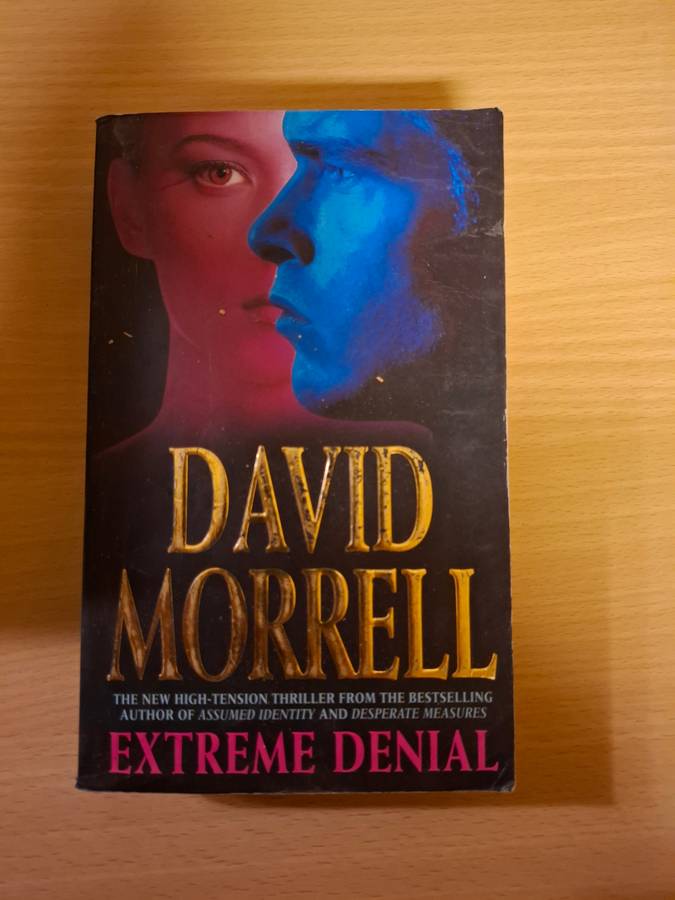 DAVID
MORRELL
THE NEW HIGH-TENSION THRILLER FROM THE BESTSELLING
AUTHOR OF ASSUMED IDENTITY AND DESPERATE MEASURES
EXTREME DENIAL